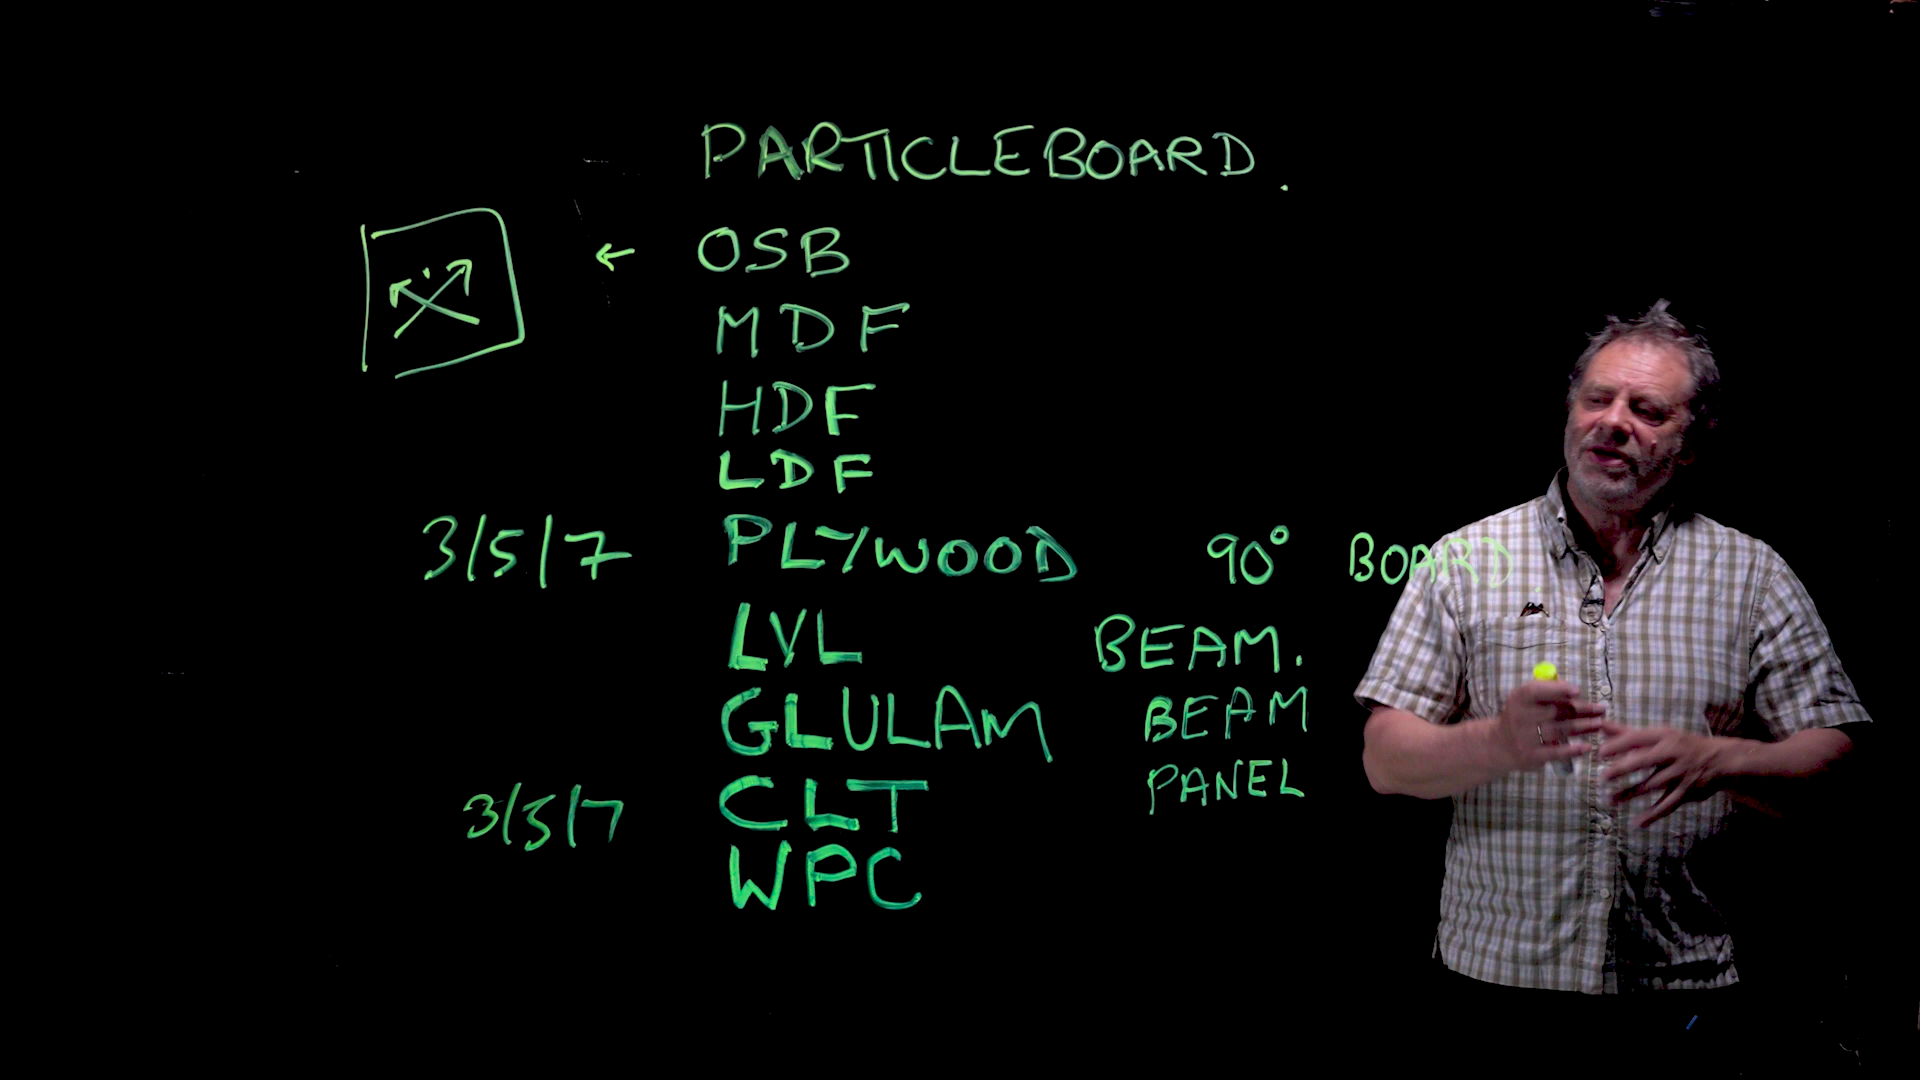 PARTICLEBOARD.
← OSB
MDF
HDF
LDF
3/5/7 PLYWOOD 90° BOARD
LVL BEAM.
GLULAM BEAM
3/5/7 CLT PANEL
WPC